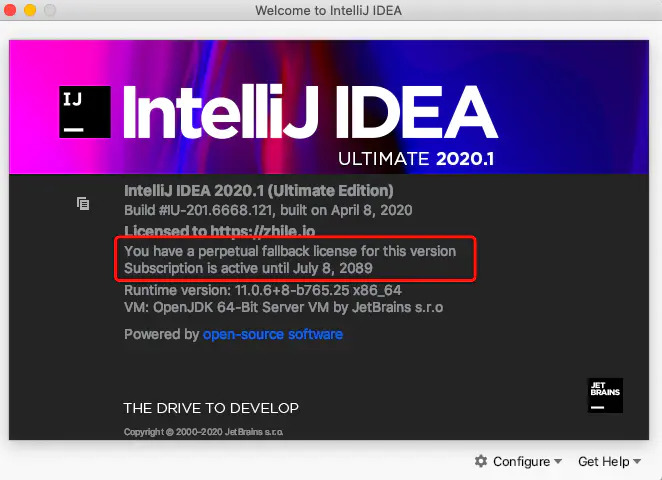 Welcome to IntelliJ IDEA
IJ
IntelliJ IDEA
ULTIMATE 2020.1
IntelliJ IDEA 2020.1 (Ultimate Edition)
Build #IU-201.6668.121, built on April 8, 2020
Licensed to https://zhile.io
You have a perpetual fallback license for this version
Subscription is active until July 8, 2089
Runtime version: 11.0.6+8-b765.25 x86_64
VM: OpenJDK 64-Bit Server VM by JetBrains s.r.o
Powered by open-source software
JET
BRAINS
THE DRIVE TO DEVELOP
Copyright © 2000–2020 JetBrains s.r.o.
Configure
Get Help